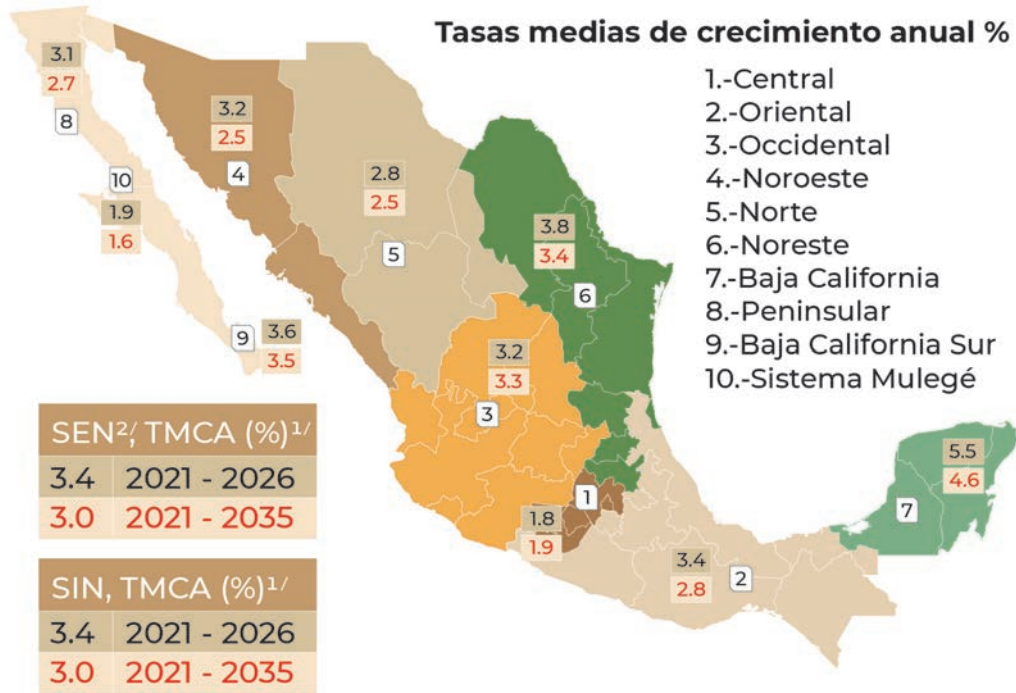 Tasas medias de crecimiento anual %
1.-Central
2.-Oriental
3.-Occidental
4.-Noroeste
5.-Norte
6.-Noreste
7.-Baja California
8.-Peninsular
9.-Baja California Sur
10.-Sistema Mulegé
3.1
2.7
8
3.2
2.5
4
10
1.9
1.6
2.8
2.5
5
3.8
3.4
6
9
3.6
3.5
3.2
3.3
3
1
1.8
1.9
3.4
2.8
2
5.5
4.6
7
SEN²/, TMCA (%)¹/
3.4 2021 - 2026
3.0 2021 - 2035
SIN, TMCA (%)¹/
3.4 2021 - 2026
3.0 2021 - 2035